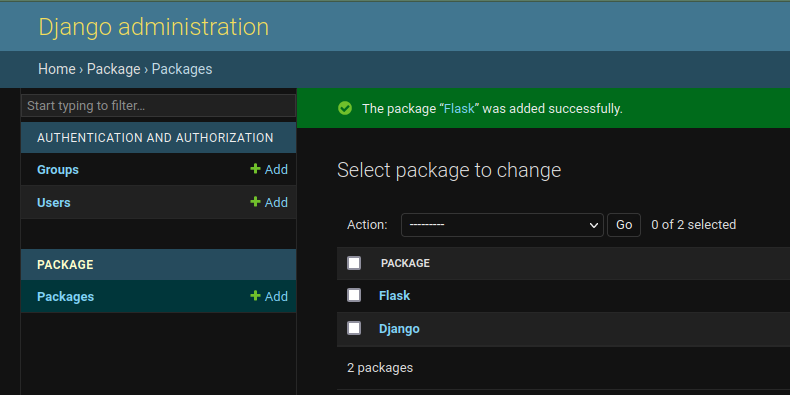 Django administration
Home › Package › Packages
Start typing to filter...
AUTHENTICATION AND AUTHORIZATION
Groups + Add
Users + Add
PACKAGE
Packages + Add
The package “Flask” was added successfully.
Select package to change
Action: --------- Go 0 of 2 selected
PACKAGE
Flask
Django
2 packages